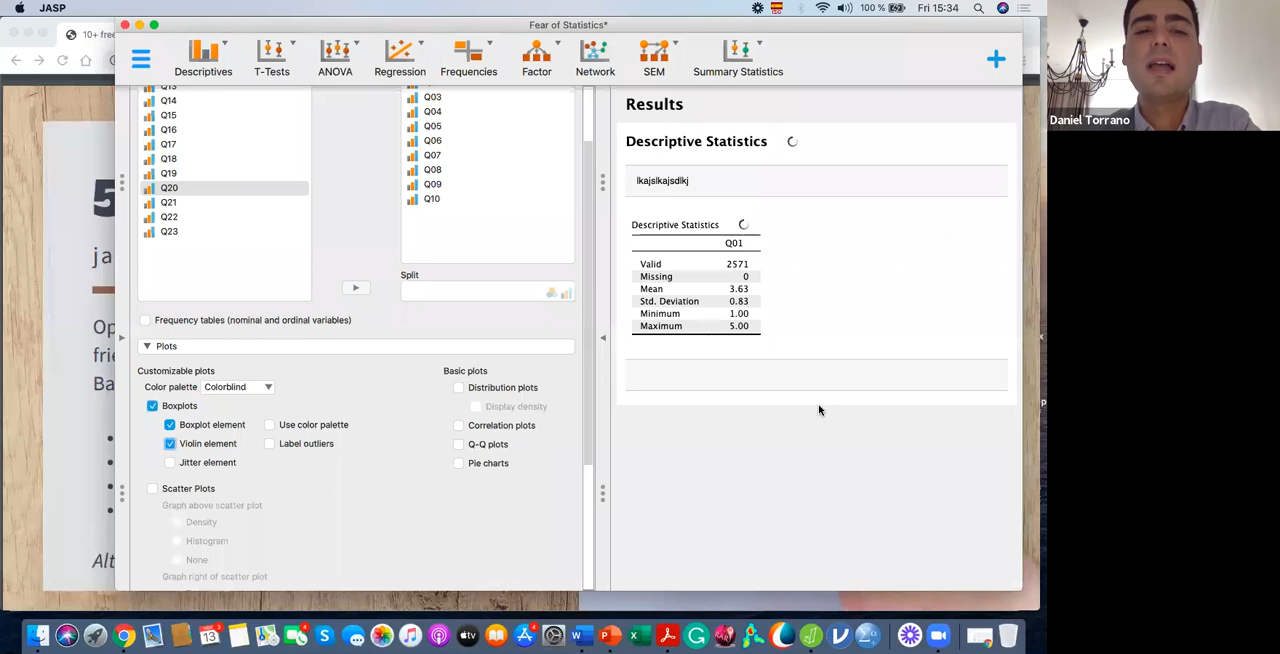 JASP
100 %
Fri 15:34
10+ free
Fear of Statistics*
Descriptives
T-Tests
ANOVA
Regression
Frequencies
Factor
Network
SEM
Summary Statistics
Daniel Torrano
Q13
Q14
Q15
Q16
Q17
Q18
Q19
Q20
Q21
Q22
Q23
Q03
Q04
Q05
Q06
Q07
Q08
Q09
Q10
Split
Frequency tables (nominal and ordinal variables)
Plots
Customizable plots
Color palette Colorblind
Boxplots
Boxplot element
Use color palette
Violin element
Label outliers
Jitter element
Scatter Plots
Graph above scatter plot
Density
Histogram
None
Graph right of scatter plot
Basic plots
Distribution plots
Display density
Correlation plots
Q-Q plots
Pie charts
Results
Descriptive Statistics
lkajslkajsdlkj
Descriptive Statistics
Q01
Valid 2571
Missing 0
Mean 3.63
Std. Deviation 0.83
Minimum 1.00
Maximum 5.00
5
ja
Op
frie
Ba
Alt